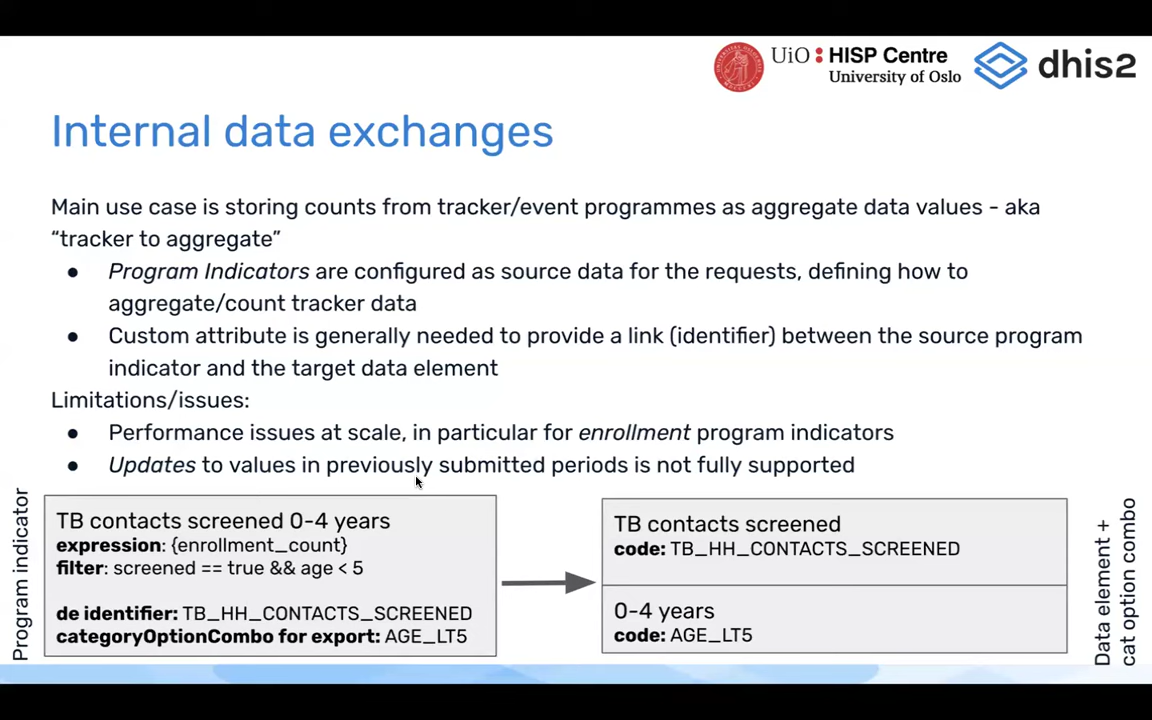 UiO : HISP Centre
University of Oslo
dhis2
Internal data exchanges
Main use case is storing counts from tracker/event programmes as aggregate data values - aka
“tracker to aggregate”
● Program Indicators are configured as source data for the requests, defining how to
aggregate/count tracker data
● Custom attribute is generally needed to provide a link (identifier) between the source program
indicator and the target data element
Limitations/issues:
● Performance issues at scale, in particular for enrollment program indicators
● Updates to values in previously submitted periods is not fully supported
Program indicator
TB contacts screened 0-4 years
expression: {enrollment_count}
filter: screened == true && age < 5
de identifier: TB_HH_CONTACTS_SCREENED
categoryOptionCombo for export: AGE_LT5
TB contacts screened
code: TB_HH_CONTACTS_SCREENED
0-4 years
code: AGE_LT5
Data element +
cat option combo